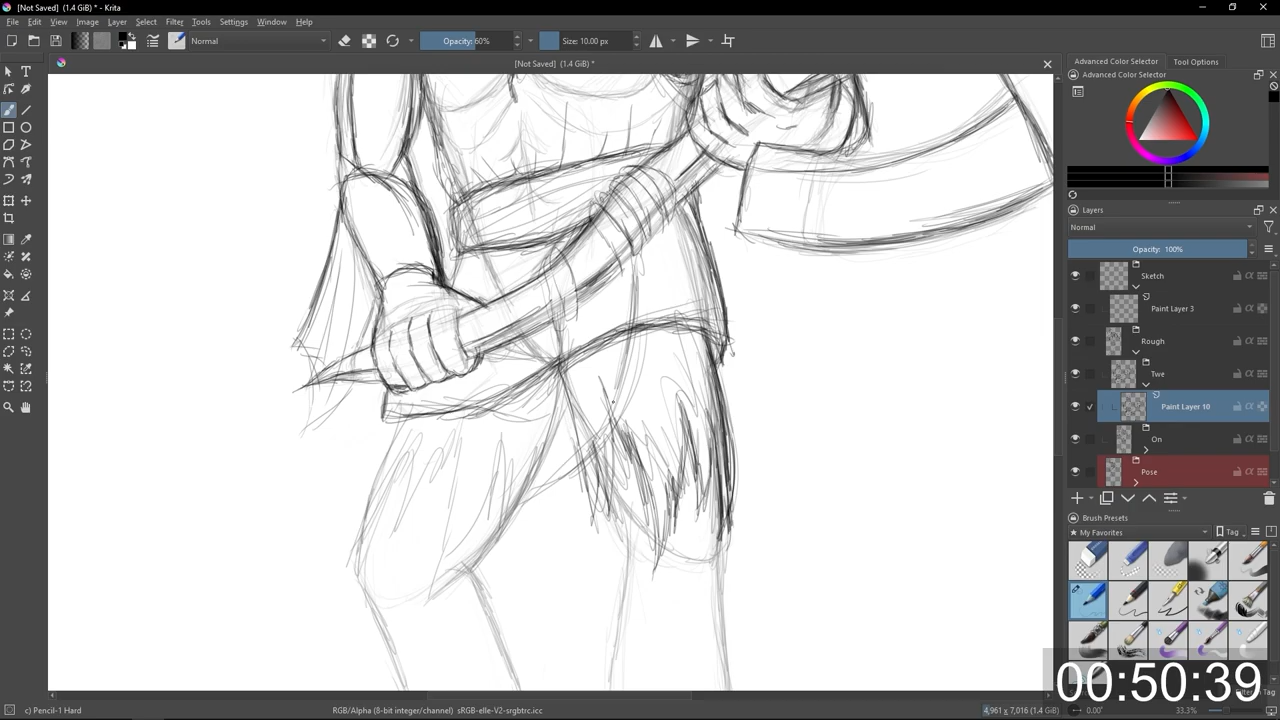 [Not Saved] (1.4 GiB) * - Krita
File Edit View Image Layer Select Filter Tools Settings Window Help
Normal Opacity: 60% Size: 10.00 px
[Not Saved] (1.4 GiB) *
Advanced Color Selector Tool Options
Advanced Color Selector
Layers
Normal
Opacity: 100%
Sketch
Paint Layer 3
Rough
Twe
Paint Layer 10
On
Pose
Brush Presets
My Favorites Tag
00:50:39
c) Pencil-1 Hard RGB/Alpha (8-bit integer/channel) sRGB-elle-V2-srgbtrc.icc 4,961 x 7,016 (1.4 GiB) 0.00° 33.3%